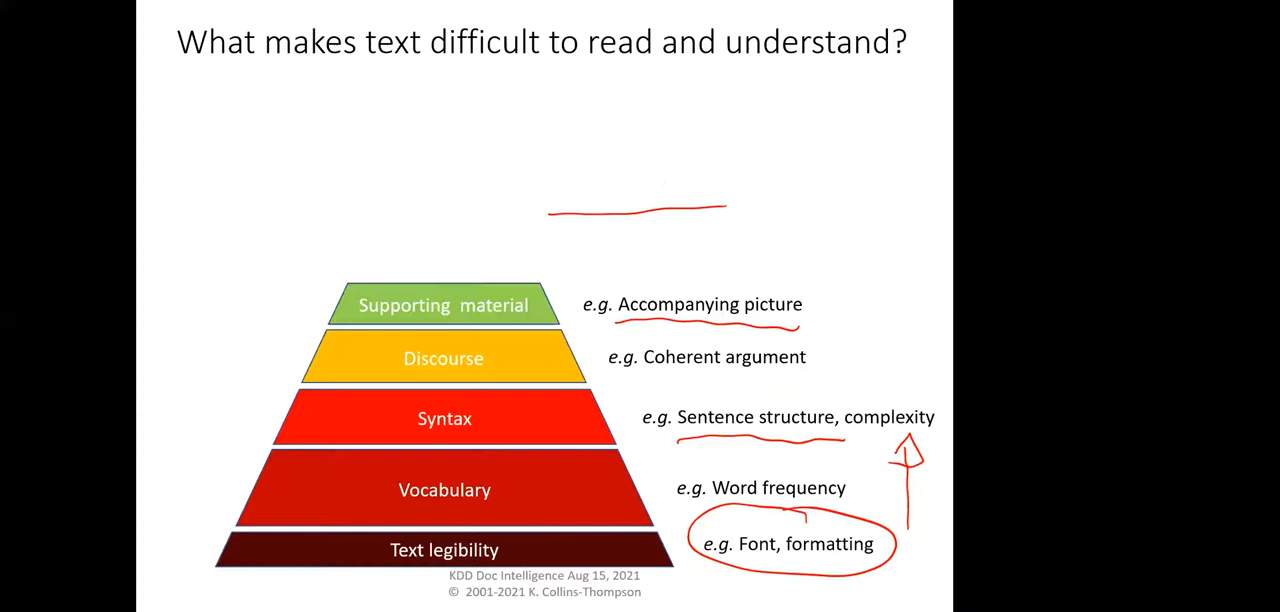 What makes text difficult to read and understand?
Supporting material
e.g. Accompanying picture
Discourse
e.g. Coherent argument
Syntax
e.g. Sentence structure, complexity
Vocabulary
e.g. Word frequency
Text legibility
e.g. Font, formatting
KDD Doc Intelligence Aug 15, 2021
© 2001-2021 K. Collins-Thompson